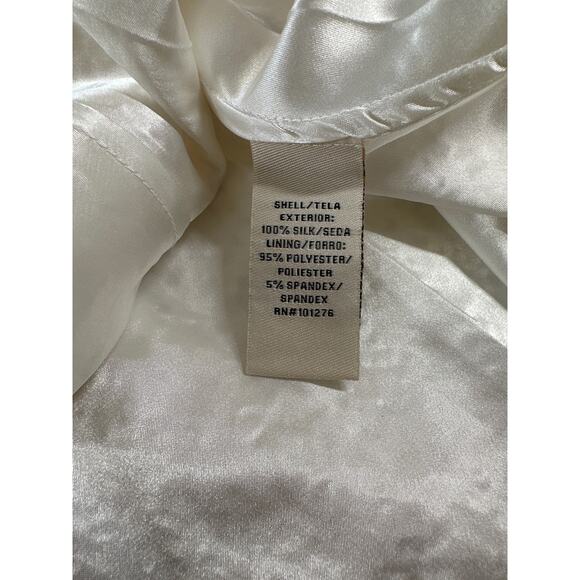 SHELL/TELA
EXTERIOR:
100% SILK/SEDA
LINING/FORRO:
95% POLYESTER/
POLIESTER
5% SPANDEX/
SPANDEX
RN#101276